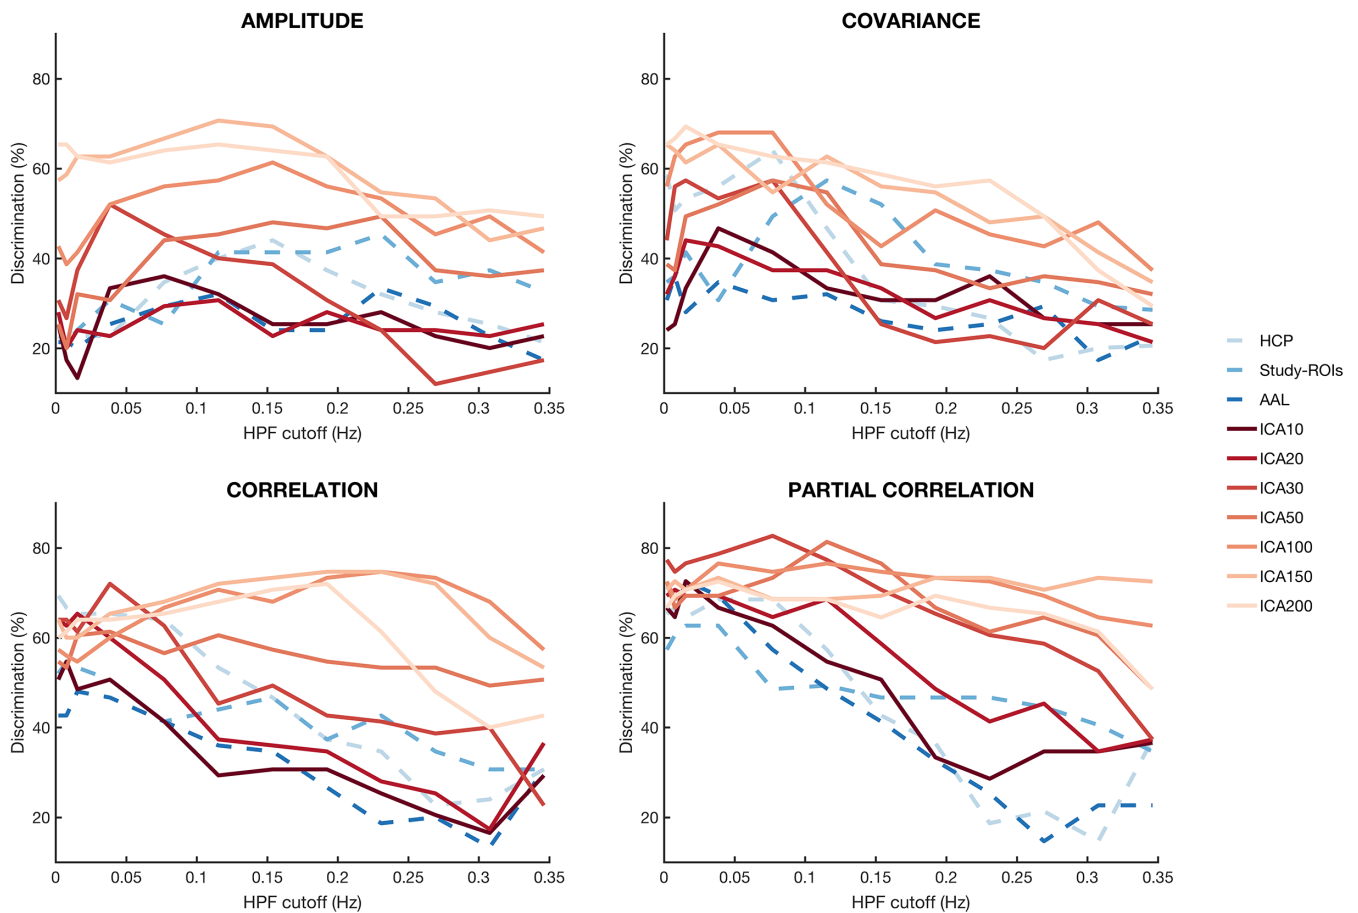 AMPLITUDE
80
60
40
20
Discrimination (%)
0 0.05 0.1 0.15 0.2 0.25 0.3 0.35
HPF cutoff (Hz)
COVARIANCE
80
60
40
20
Discrimination (%)
0 0.05 0.1 0.15 0.2 0.25 0.3 0.35
HPF cutoff (Hz)
CORRELATION
80
60
40
20
Discrimination (%)
0 0.05 0.1 0.15 0.2 0.25 0.3 0.35
HPF cutoff (Hz)
PARTIAL CORRELATION
80
60
40
20
Discrimination (%)
0 0.05 0.1 0.15 0.2 0.25 0.3 0.35
HPF cutoff (Hz)
HCP
Study-ROIs
AAL
ICA10
ICA20
ICA30
ICA50
ICA100
ICA150
ICA200